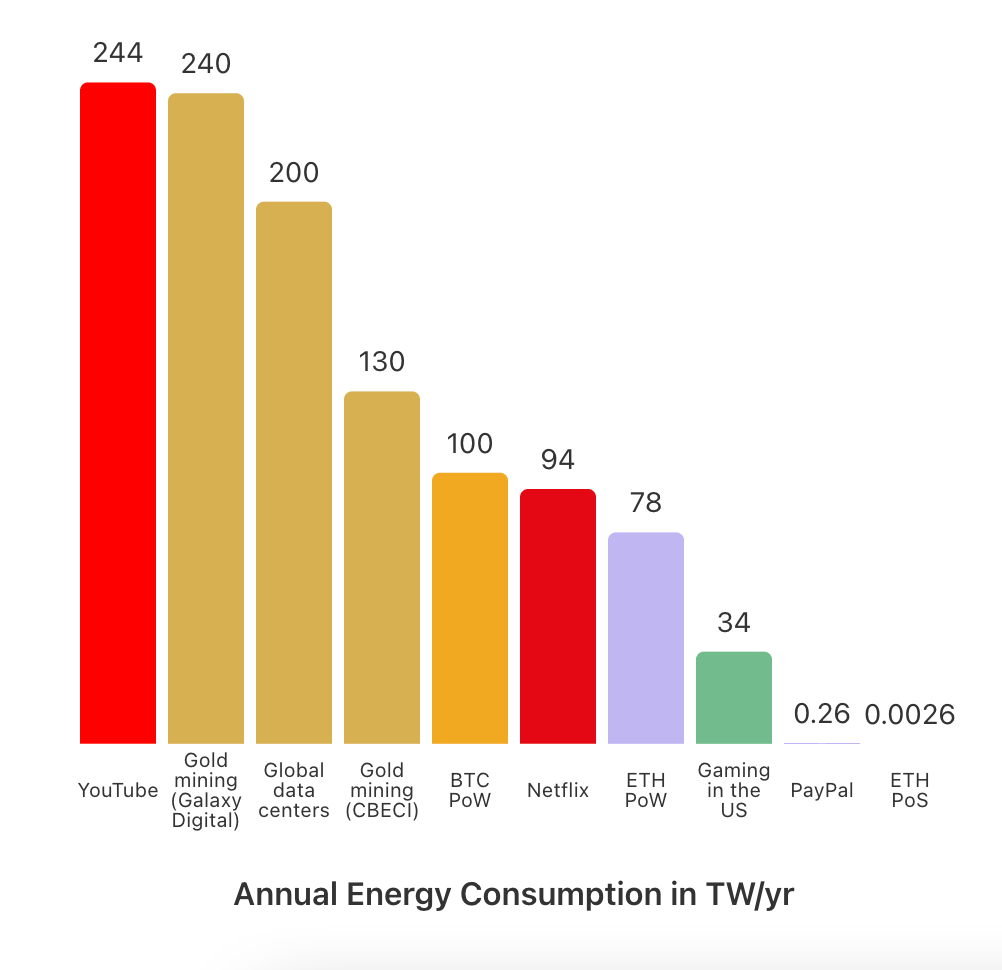 244
240
200
130
100
94
78
34
0.26
0.0026
YouTube
Gold
mining
(Galaxy
Digital)
Global
data
centers
Gold
mining
(CBECI)
BTC
PoW
Netflix
ETH
PoW
Gaming
in the
US
PayPal
ETH
PoS
Annual Energy Consumption in TW/yr